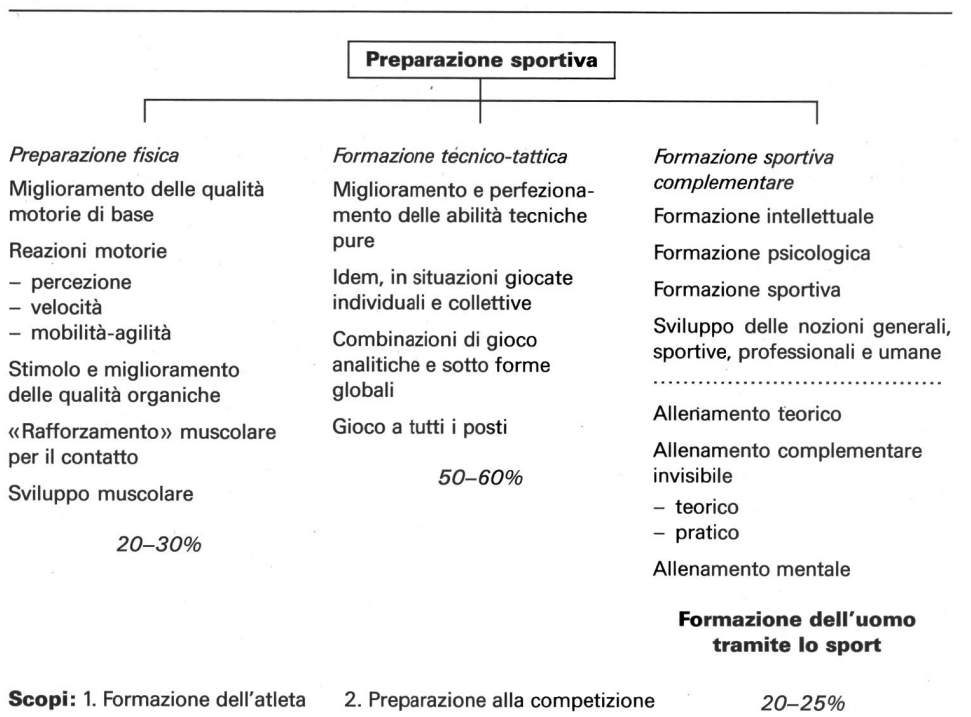 Preparazione sportiva
Preparazione fisica
Miglioramento delle qualità
motorie di base
Reazioni motorie
– percezione
– velocità
– mobilità-agilità
Stimolo e miglioramento
delle qualità organiche
«Rafforzamento» muscolare
per il contatto
Sviluppo muscolare
20–30%
Formazione técnico-tattica
Miglioramento e perfeziona-
mento delle abilità tecniche
pure
Idem, in situazioni giocate
individuali e collettive
Combinazioni di gioco
analitiche e sotto forme
globali
Gioco a tutti i posti
50–60%
Formazione sportiva
complementare
Formazione intellettuale
Formazione psicologica
Formazione sportiva
Sviluppo delle nozioni generali,
sportive, professionali e umane
........................................
Allenamento teorico
Allenamento complementare
invisibile
– teorico
– pratico
Allenamento mentale
Formazione dell'uomo
tramite lo sport
20–25%
Scopi: 1. Formazione dell'atleta 2. Preparazione alla competizione